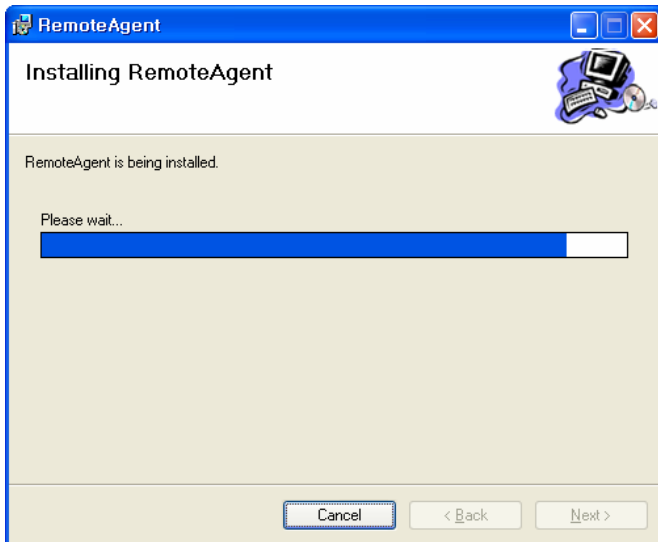 RemoteAgent
Installing RemoteAgent
RemoteAgent is being installed.
Please wait...
Cancel
< Back
Next >